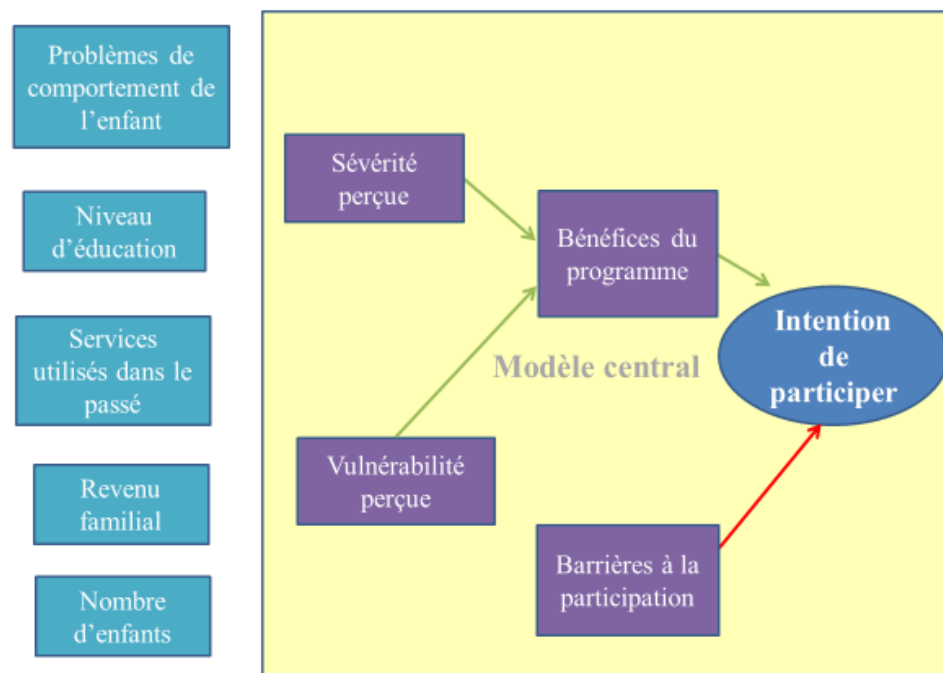 Problèmes de
comportement de
l'enfant
Niveau
d'éducation
Services
utilisés dans le
passé
Revenu
familial
Nombre
d'enfants
Sévérité
perçue
Vulnérabilité
perçue
Bénéfices du
programme
Modèle central
Barrières à la
participation
Intention
de
participer